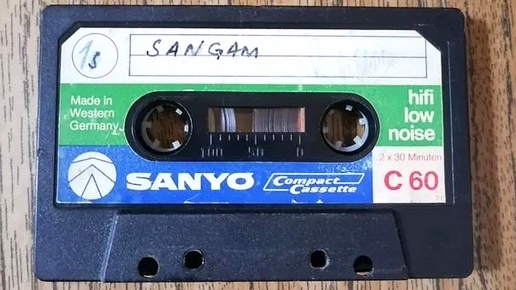 1s
SANGAM
Made in
Western
Germany
hifi
low
noise
100 50 0
2 x 30 Minuten
SANYO
Compact
Cassette
C 60